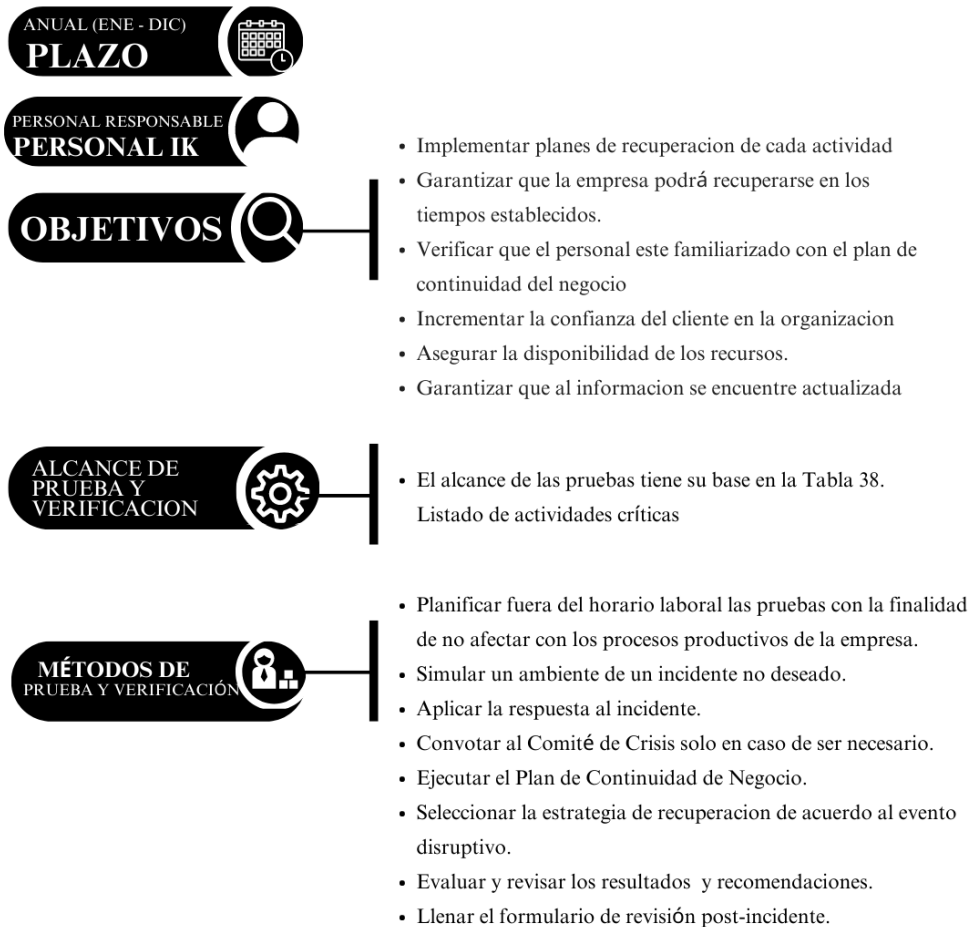 ANUAL (ENE - DIC)
PLAZO
PERSONAL RESPONSABLE
PERSONAL IK
OBJETIVOS
• Implementar planes de recuperacion de cada actividad
• Garantizar que la empresa podrá recuperarse en los
tiempos establecidos.
• Verificar que el personal este familiarizado con el plan de
continuidad del negocio
• Incrementar la confianza del cliente en la organizacion
• Asegurar la disponibilidad de los recursos.
• Garantizar que al informacion se encuentre actualizada
ALCANCE DE
PRUEBA Y
VERIFICACION
• El alcance de las pruebas tiene su base en la Tabla 38.
Listado de actividades críticas
MÉTODOS DE
PRUEBA Y VERIFICACIÓN
• Planificar fuera del horario laboral las pruebas con la finalidad
de no afectar con los procesos productivos de la empresa.
• Simular un ambiente de un incidente no deseado.
• Aplicar la respuesta al incidente.
• Convotar al Comité de Crisis solo en caso de ser necesario.
• Ejecutar el Plan de Continuidad de Negocio.
• Seleccionar la estrategia de recuperacion de acuerdo al evento
disruptivo.
• Evaluar y revisar los resultados  y recomendaciones.
• Llenar el formulario de revisión post-incidente.